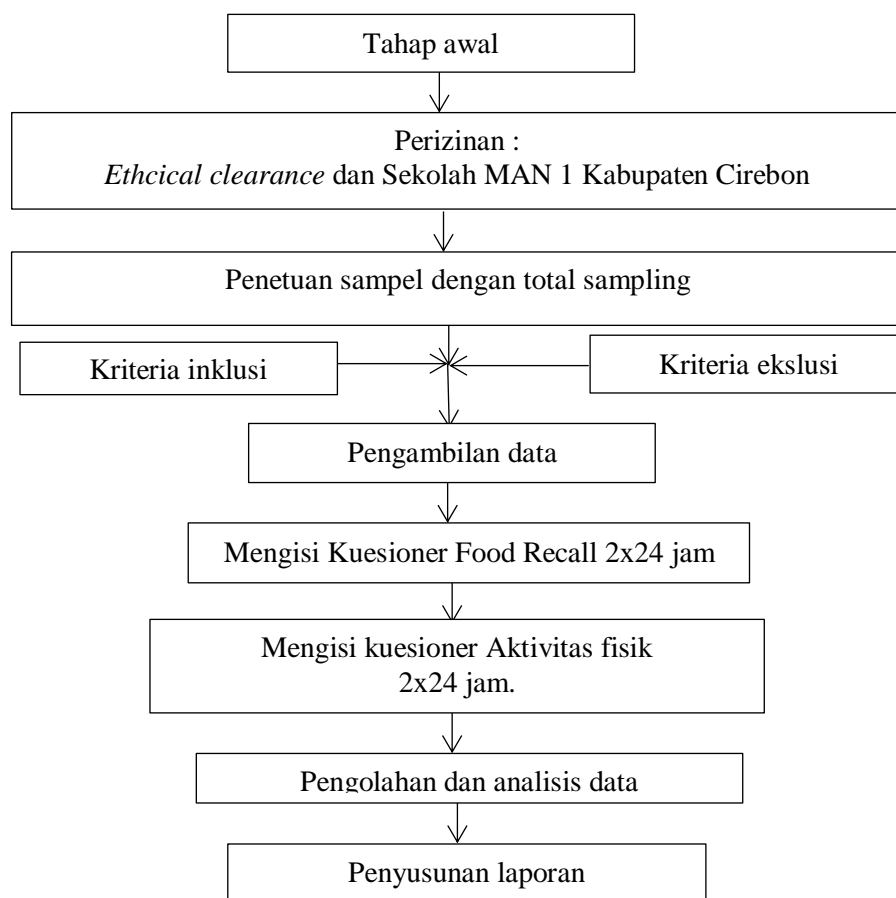 Tahap awal
Perizinan :
Ethcical clearance dan Sekolah MAN 1 Kabupaten Cirebon
Penetuan sampel dengan total sampling
Kriteria inklusi
Kriteria ekslusi
Pengambilan data
Mengisi Kuesioner Food Recall 2x24 jam
Mengisi kuesioner Aktivitas fisik
2x24 jam.
Pengolahan dan analisis data
Penyusunan laporan